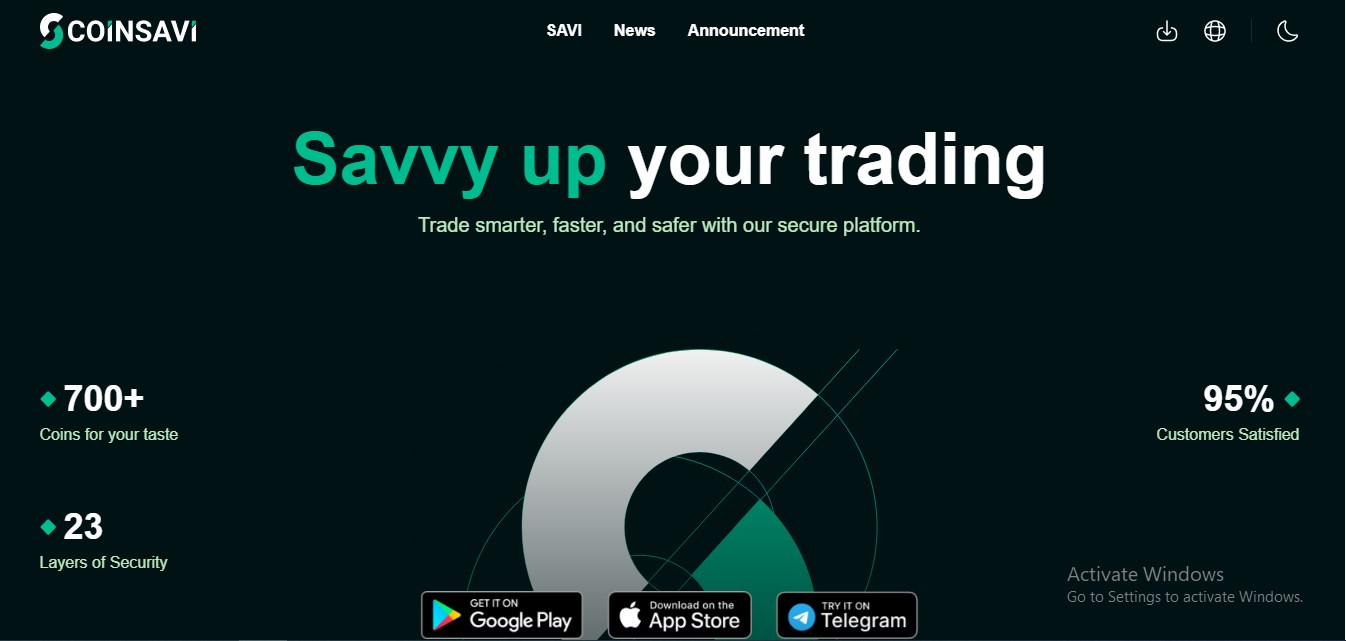 COINSAVI
SAVI News Announcement
Savvy up your trading
Trade smarter, faster, and safer with our secure platform.
700+
Coins for your taste
95%
Customers Satisfied
23
Layers of Security
Activate Windows
Go to Settings to activate Windows.
GET IT ON
Google Play
Download on the
App Store
TRY IT ON
Telegram